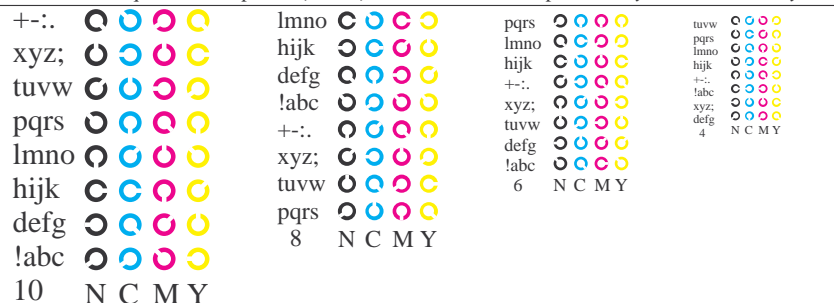 +-:.
xyz;
tuvw
pqrs
lmno
hijk
defg
!abc
10 N C M Y
lmno
hijk
defg
!abc
+-:.
xyz;
tuvw
pqrs
8 N C M Y
pqrs
lmno
hijk
+-:.
xyz;
tuvw
defg
!abc
6 N C M Y
tuvw
pqrs
lmno
hijk
+-:.
!abc
xyz;
defg
4 N C M Y